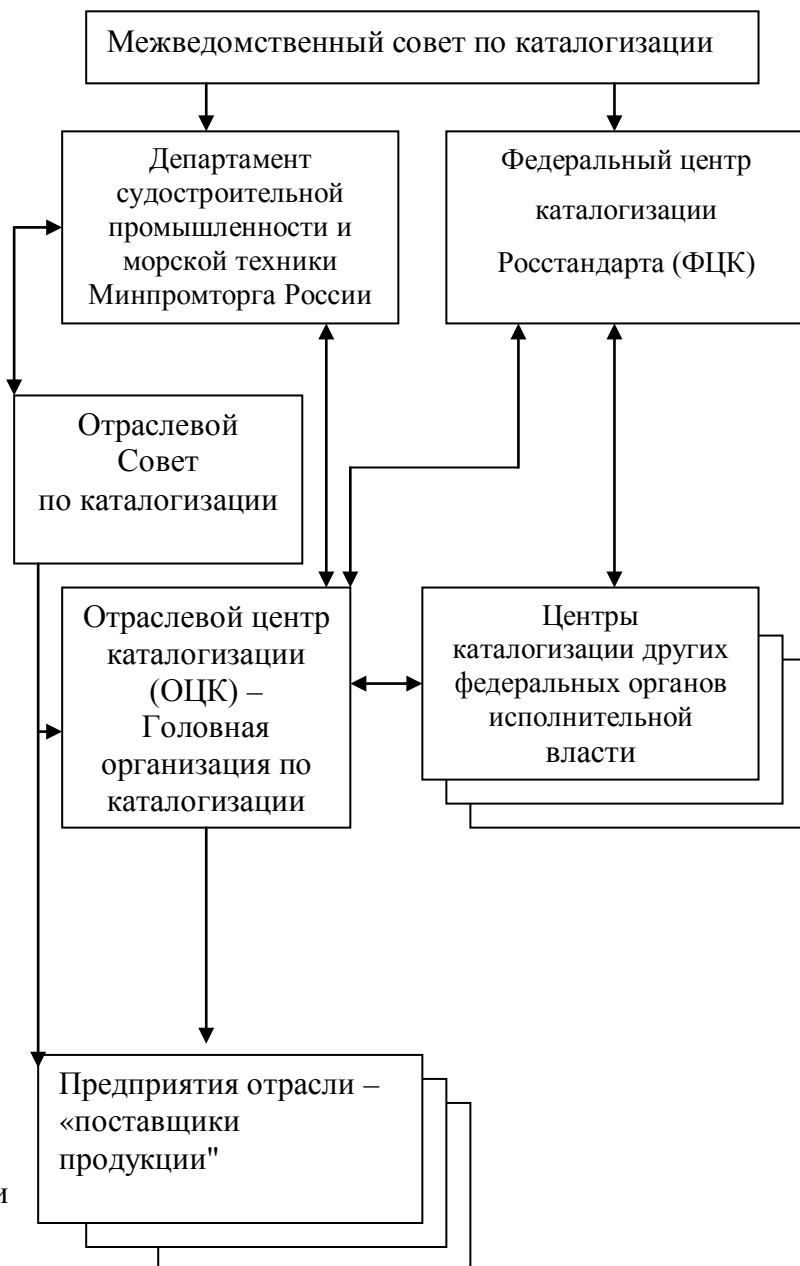 Межведомственный совет по каталогизации
Департамент
судостроительной
промышленности и
морской техники
Минпромторга России
Федеральный центр
каталогизации
Росстандарта (ФЦК)
Отраслевой
Совет
по каталогизации
Отраслевой центр
каталогизации
(ОЦК) –
Головная
организация по
каталогизации
Центры
каталогизации других
федеральных органов
исполнительной
власти
Предприятия отрасли –
«поставщики
продукции"
и